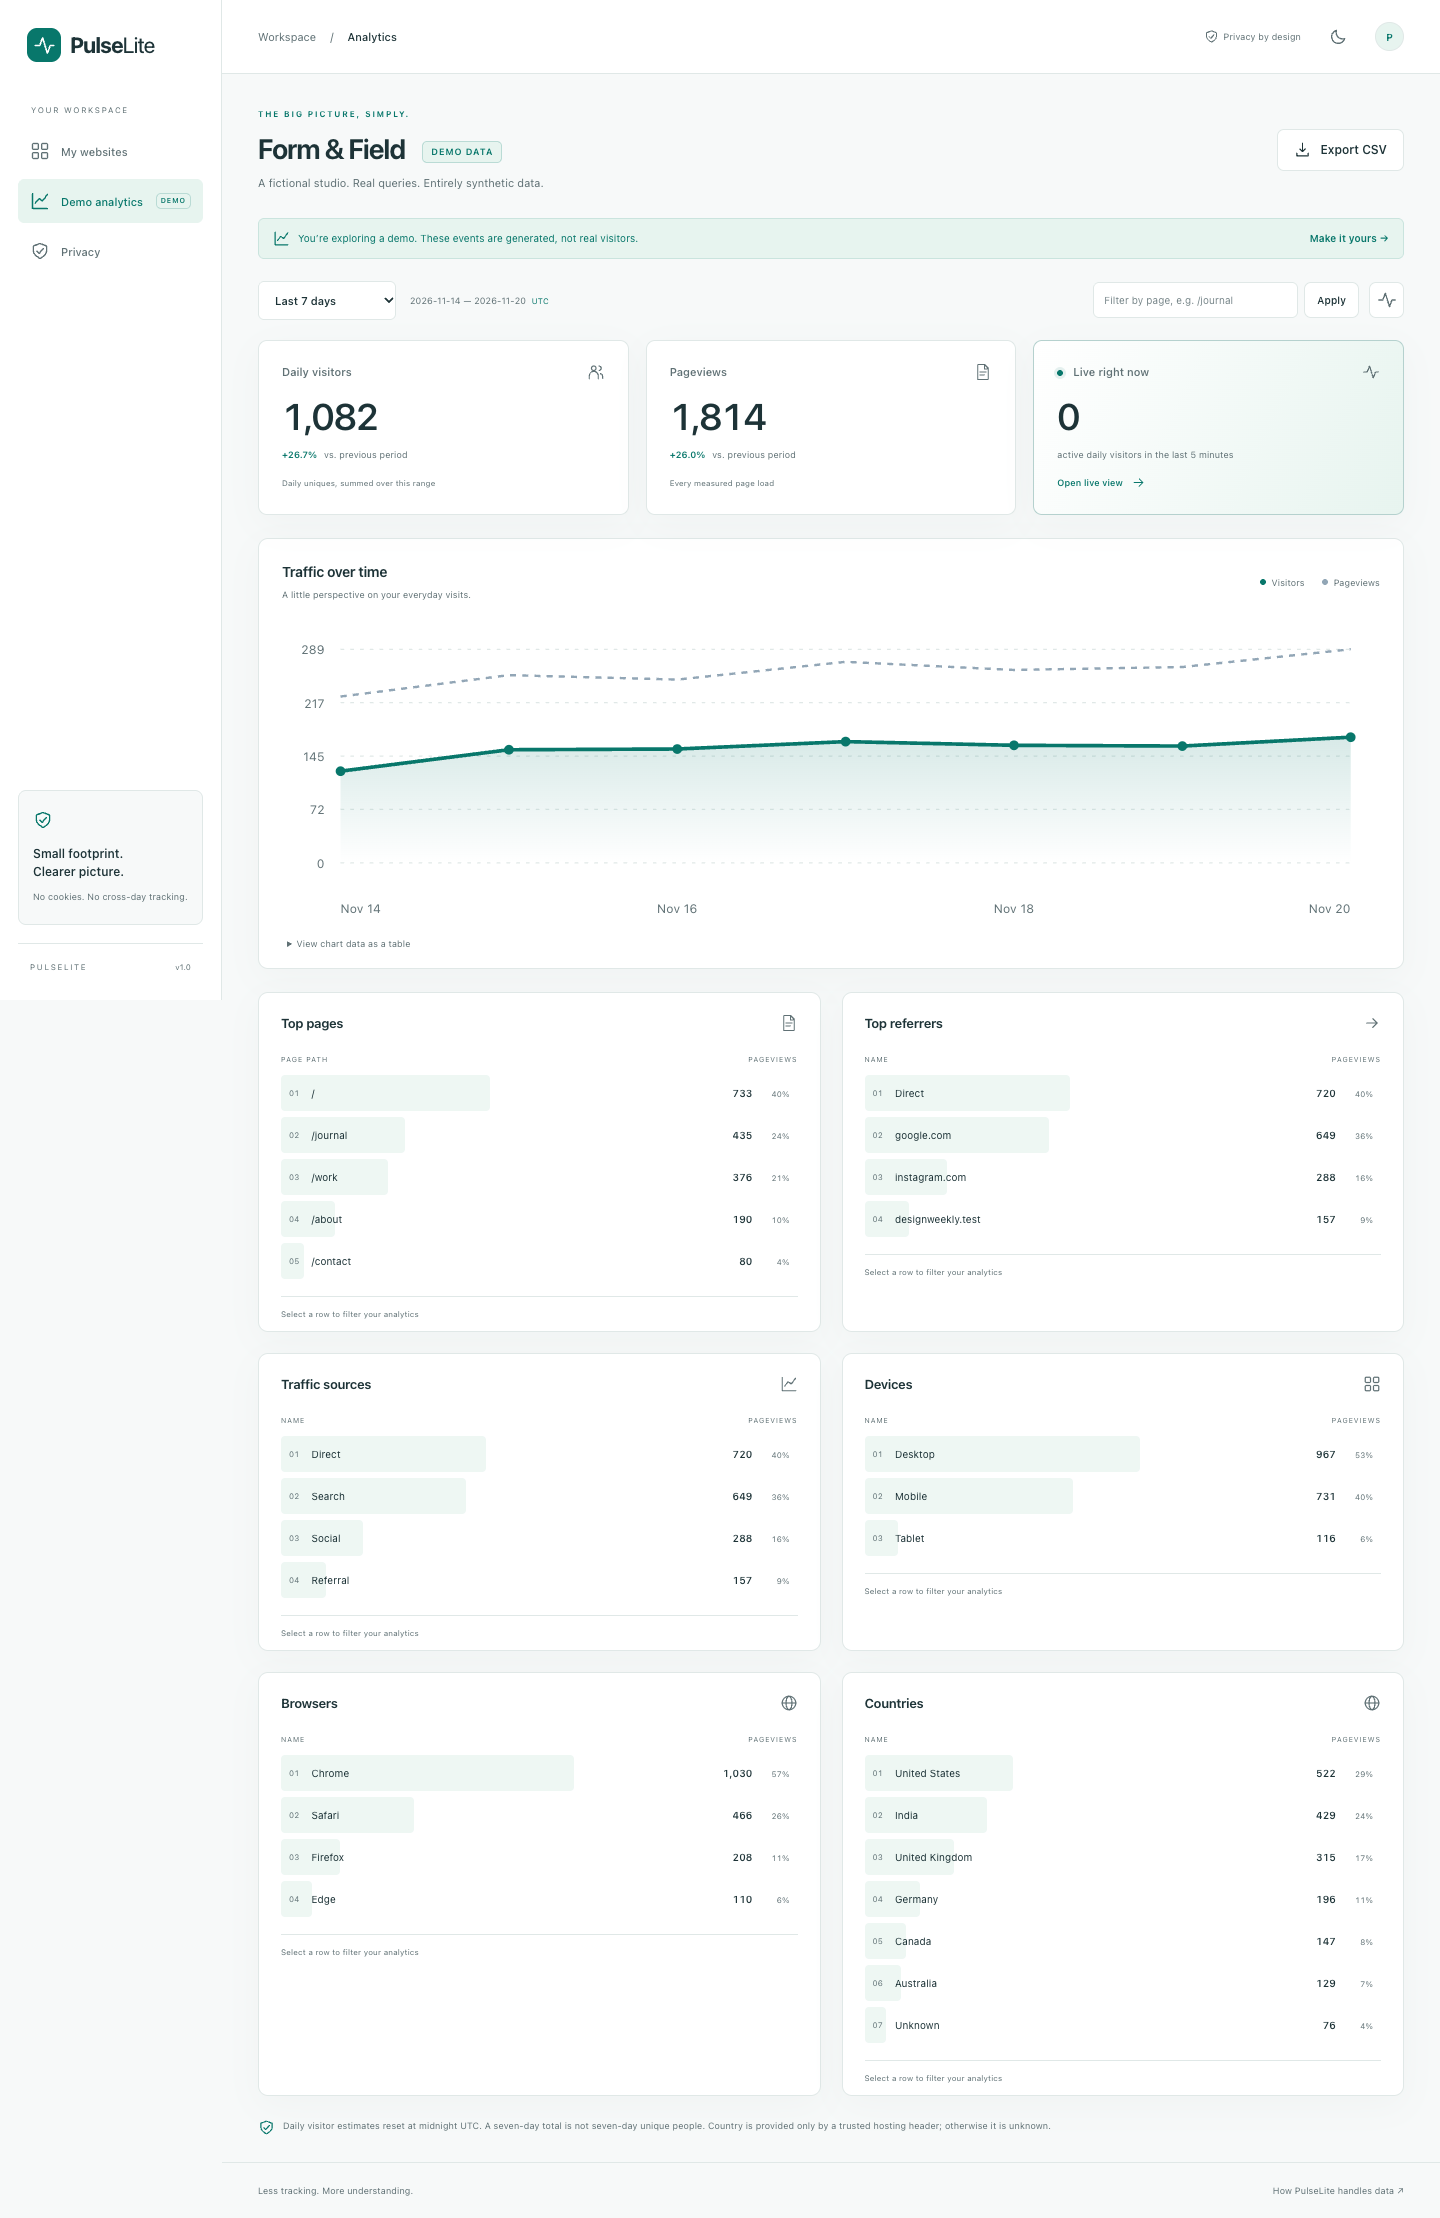 PulseLite
YOUR WORKSPACE
My websites
Demo analytics DEMO
Privacy
Small footprint.
Clearer picture.
No cookies. No cross-day tracking.
PULSELITE v1.0
Workspace / Analytics
Privacy by design
P
THE BIG PICTURE, SIMPLY.
Form & Field DEMO DATA
Export CSV
A fictional studio. Real queries. Entirely synthetic data.
You're exploring a demo. These events are generated, not real visitors.
Make it yours →
Last 7 days
2026-11-14 — 2026-11-20 UTC
Filter by page, e.g. /journal
Apply
Daily visitors
1,082
+26.7% vs. previous period
Daily uniques, summed over this range
Pageviews
1,814
+26.0% vs. previous period
Every measured page load
Live right now
0
active daily visitors in the last 5 minutes
Open live view →
Traffic over time
A little perspective on your everyday visits.
Visitors Pageviews
289
217
145
72
0
Nov 14 Nov 16 Nov 18 Nov 20
View chart data as a table
Top pages
PAGE PATH PAGEVIEWS
01 / 733 40%
02 /journal 435 24%
03 /work 376 21%
04 /about 190 10%
05 /contact 80 4%
Select a row to filter your analytics
Top referrers
NAME PAGEVIEWS
01 Direct 720 40%
02 google.com 649 36%
03 instagram.com 288 16%
04 designweekly.test 157 9%
Select a row to filter your analytics
Traffic sources
NAME PAGEVIEWS
01 Direct 720 40%
02 Search 649 36%
03 Social 288 16%
04 Referral 157 9%
Select a row to filter your analytics
Devices
NAME PAGEVIEWS
01 Desktop 967 53%
02 Mobile 731 40%
03 Tablet 116 6%
Select a row to filter your analytics
Browsers
NAME PAGEVIEWS
01 Chrome 1,030 57%
02 Safari 466 26%
03 Firefox 208 11%
04 Edge 110 6%
Select a row to filter your analytics
Countries
NAME PAGEVIEWS
01 United States 522 29%
02 India 429 24%
03 United Kingdom 315 17%
04 Germany 196 11%
05 Canada 147 8%
06 Australia 129 7%
07 Unknown 76 4%
Select a row to filter your analytics
Daily visitor estimates reset at midnight UTC. A seven-day total is not seven-day unique people. Country is provided only by a trusted hosting header; otherwise it is unknown.
Less tracking. More understanding.
How PulseLite handles data ↗